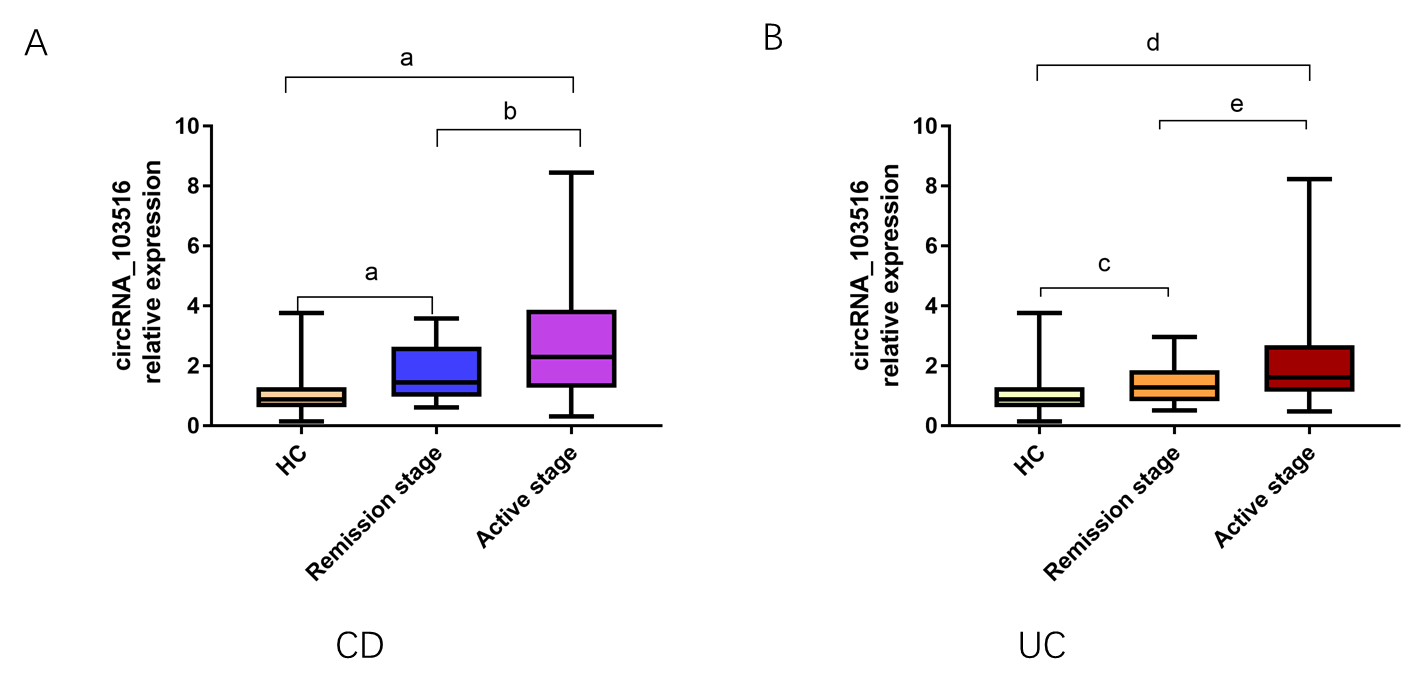 A
a
b
10
8
6
4
2
0
circRNA_103516
relative expression
a
HC
Remission stage
Active stage
CD
B
d
e
10
8
6
4
2
0
circRNA_103516
relative expression
c
HC
Remission stage
Active stage
UC